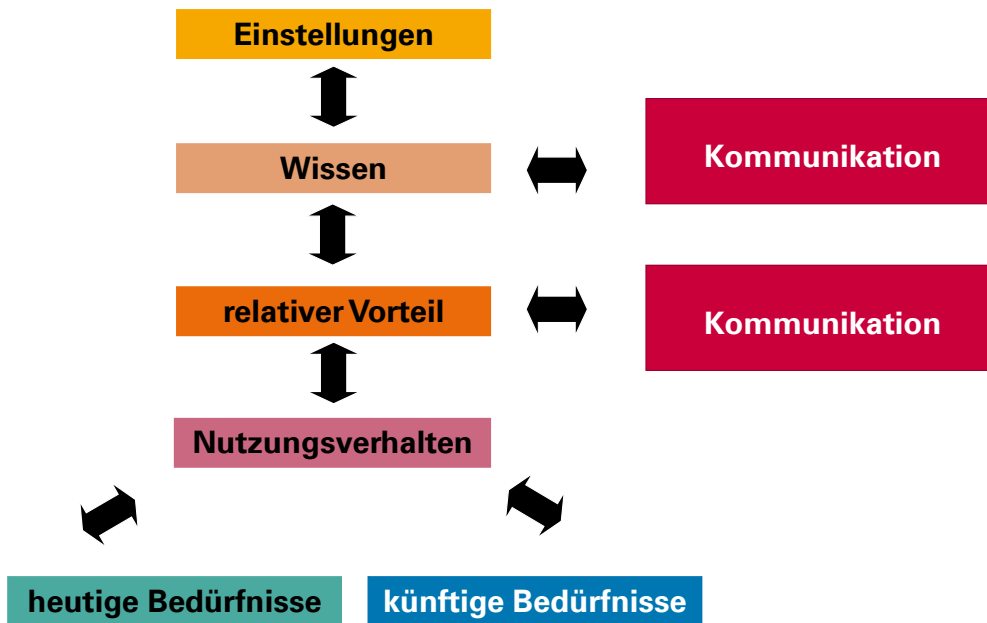 Einstellungen
Wissen
Kommunikation
relativer Vorteil
Kommunikation
Nutzungsverhalten
heutige Bedürfnisse
künftige Bedürfnisse